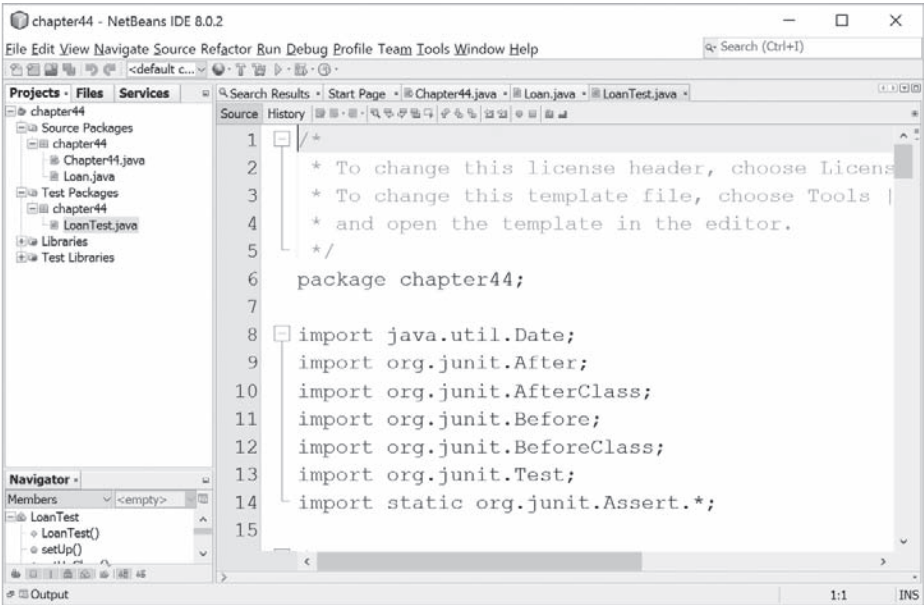 chapter44 - NetBeans IDE 8.0.2
File Edit View Navigate Source Refactor Run Debug Profile Team Tools Window Help
Search (Ctrl+I)
<default c...
Projects Files Services
chapter44
Source Packages
chapter44
Chapter44.java
Loan.java
Test Packages
chapter44
LoanTest.java
Libraries
Test Libraries
Navigator
Members <empty>
LoanTest
LoanTest()
setUp()
Search Results Start Page Chapter44.java Loan.java LoanTest.java
Source History
1 /*
2 * To change this license header, choose Licens
3 * To change this template file, choose Tools |
4 * and open the template in the editor.
5 */
6 package chapter44;
7
8 import java.util.Date;
9 import org.junit.After;
10 import org.junit.AfterClass;
11 import org.junit.Before;
12 import org.junit.BeforeClass;
13 import org.junit.Test;
14 import static org.junit.Assert.*;
15
Output
1:1 INS